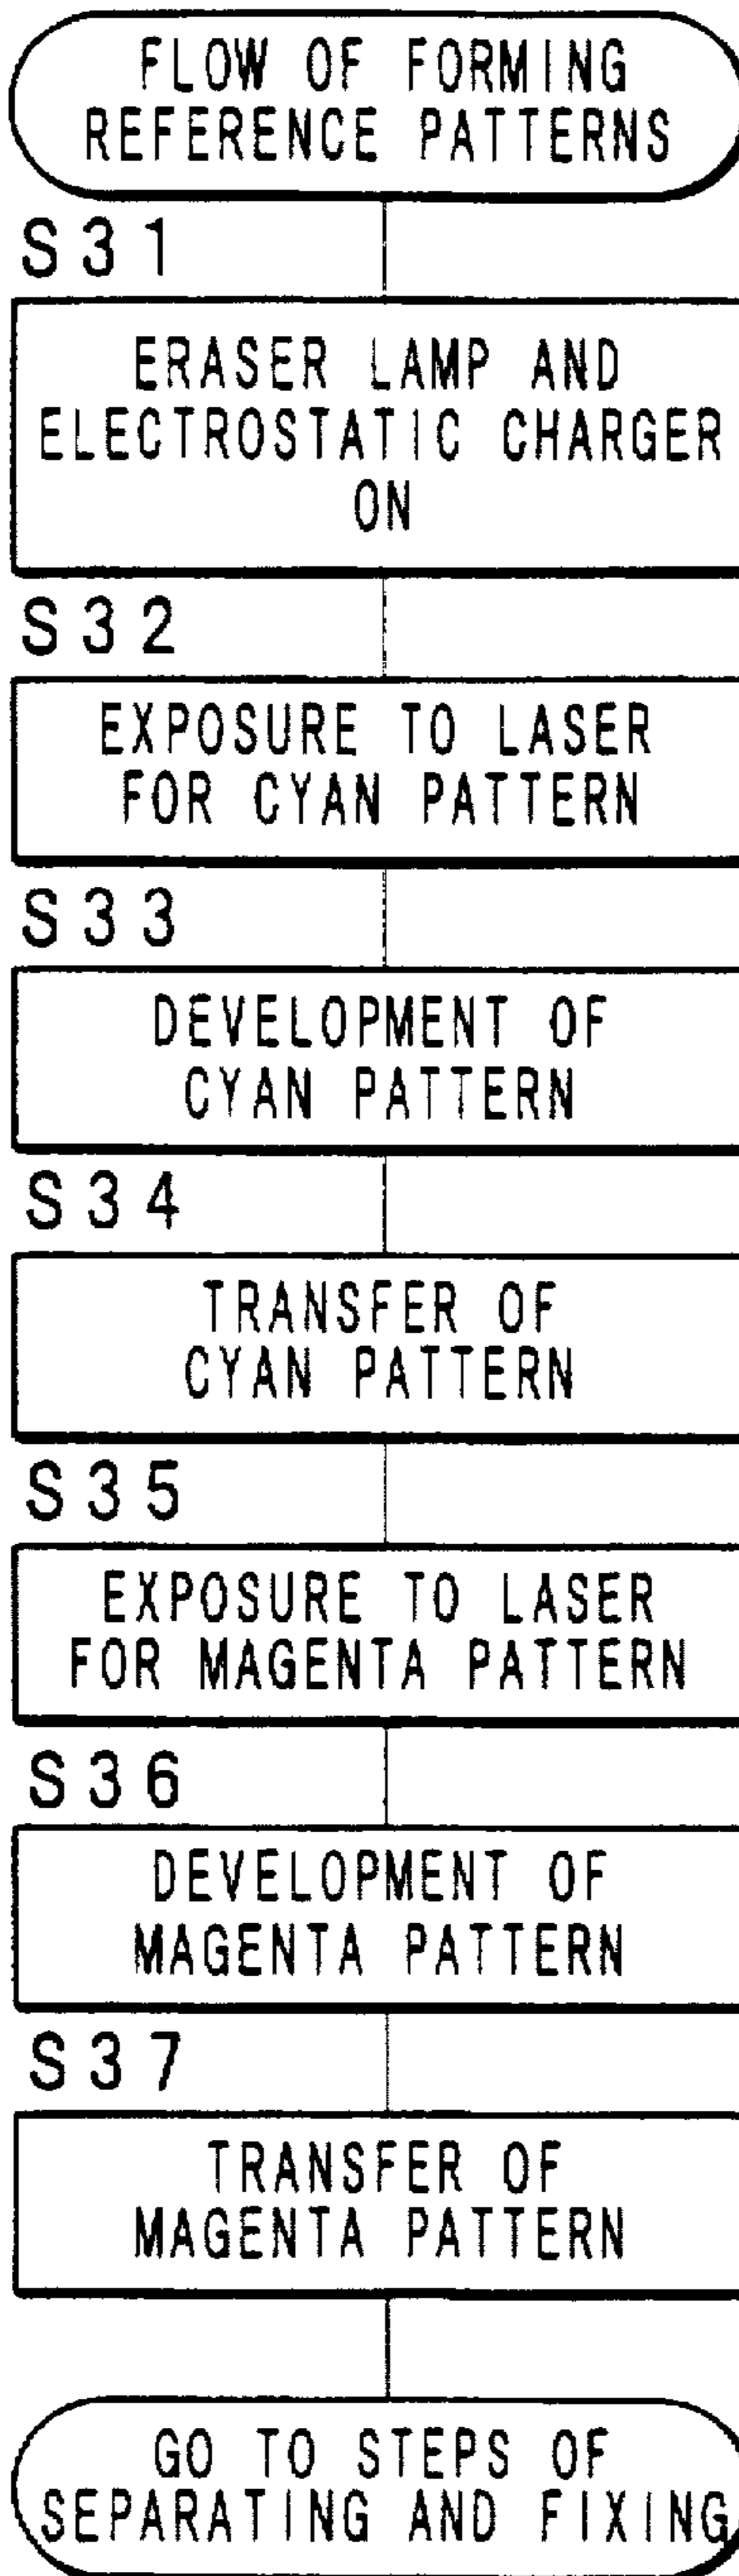 FLOW OF FORMING
REFERENCE PATTERNS
S31
ERASER LAMP AND
ELECTROSTATIC CHARGER
ON
S32
EXPOSURE TO LASER
FOR CYAN PATTERN
S33
DEVELOPMENT OF
CYAN PATTERN
S34
TRANSFER OF
CYAN PATTERN
S35
EXPOSURE TO LASER
FOR MAGENTA PATTERN
S36
DEVELOPMENT OF
MAGENTA PATTERN
S37
TRANSFER OF
MAGENTA PATTERN
GO TO STEPS OF
SEPARATING AND FIXING